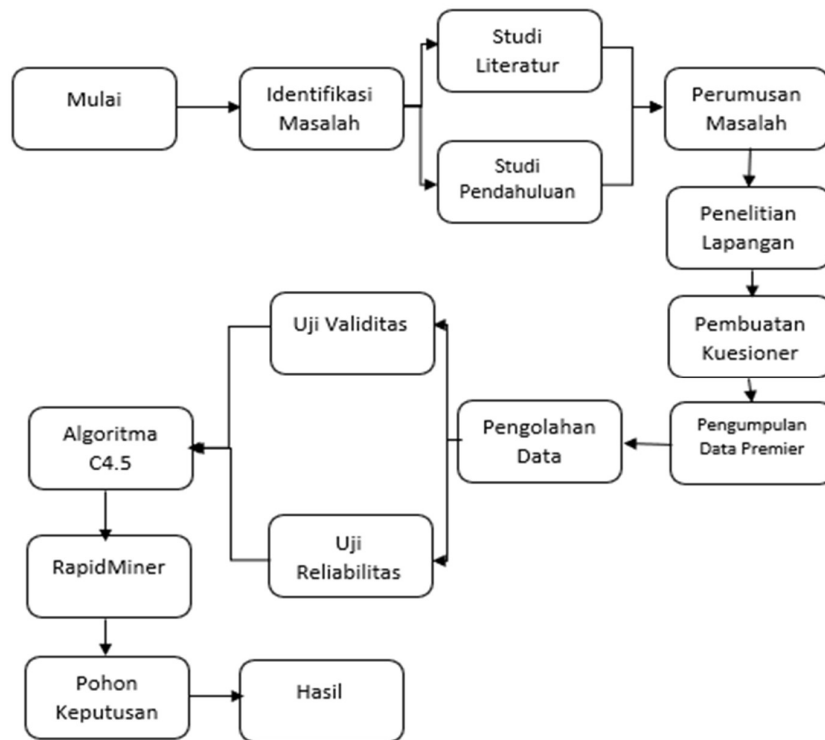 Mulai
Identifikasi
Masalah
Studi
Literatur
Studi
Pendahuluan
Perumusan
Masalah
Penelitian
Lapangan
Pembuatan
Kuesioner
Pengumpulan
Data Premier
Pengolahan
Data
Uji Validitas
Uji
Reliabilitas
Algoritma
C4.5
RapidMiner
Pohon
Keputusan
Hasil